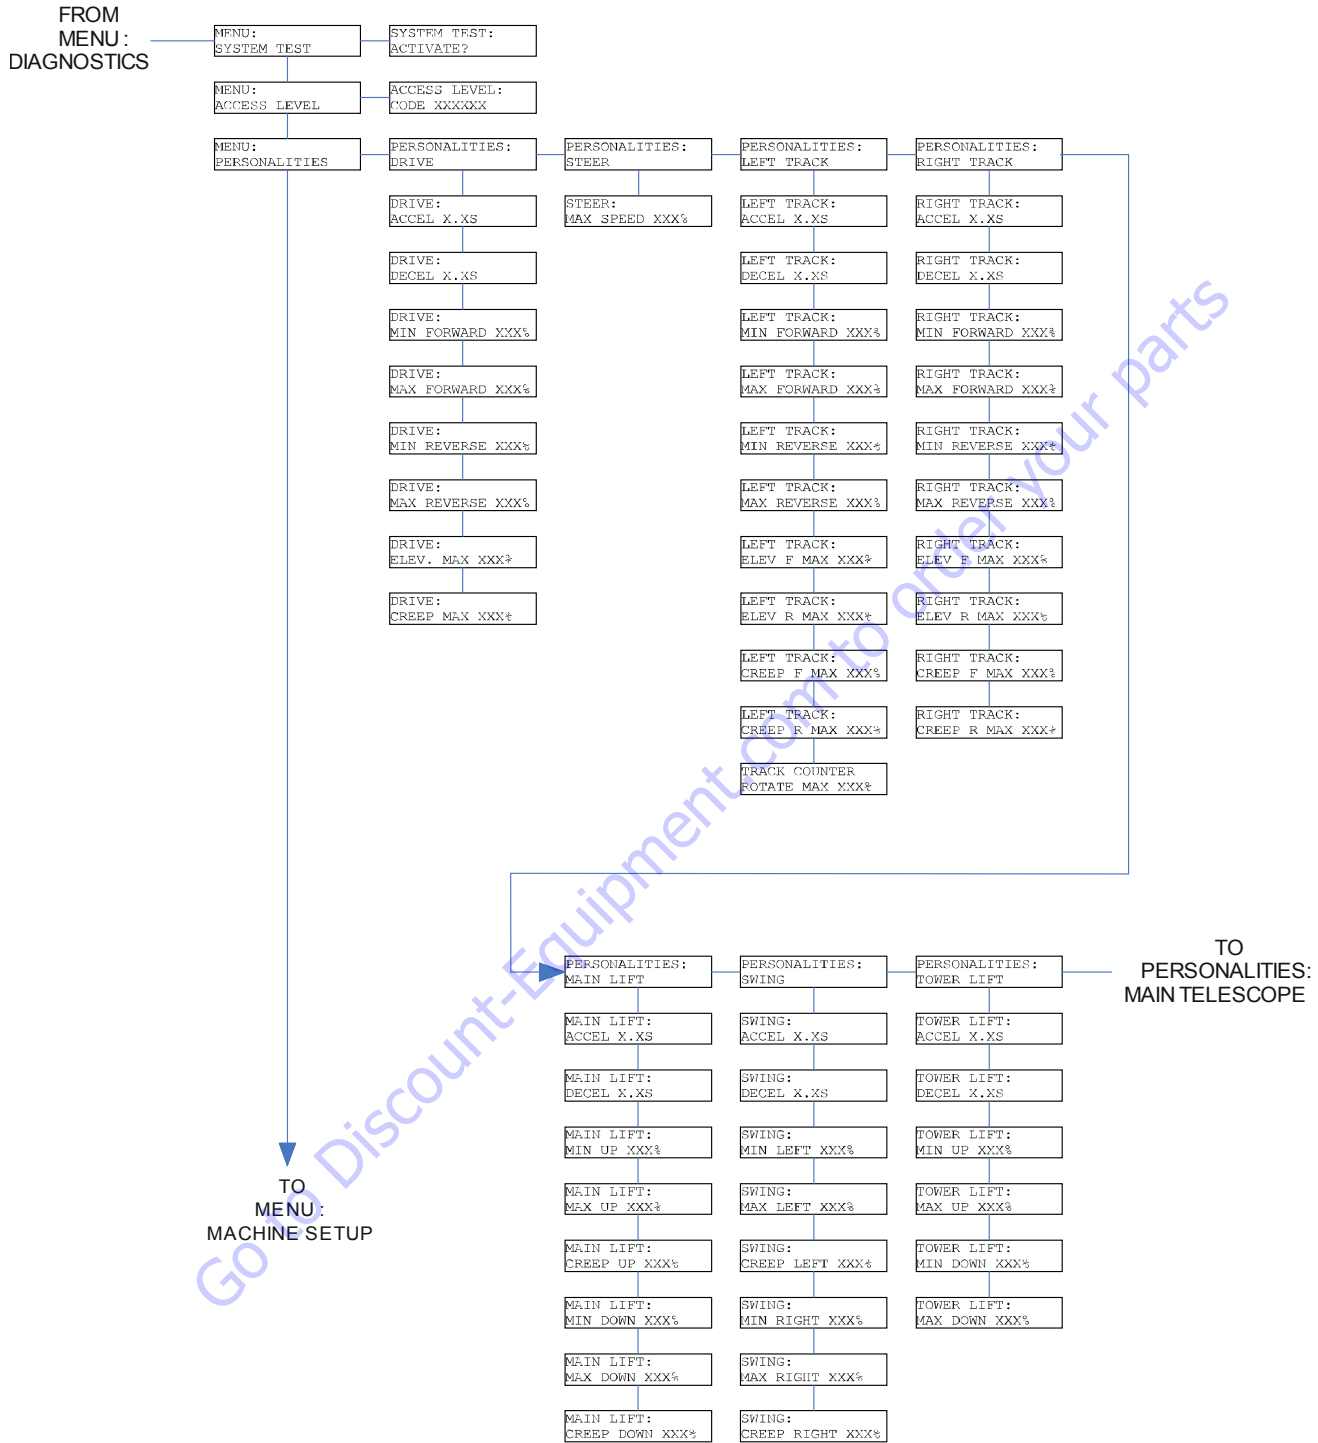 FROM
MENU :
DIAGNOSTICS
MENU:
SYSTEM TEST
SYSTEM TEST:
ACTIVATE?
MENU:
ACCESS LEVEL
ACCESS LEVEL:
CODE XXXXXX
MENU:
PERSONALITIES
PERSONALITIES:
DRIVE
PERSONALITIES:
STEER
PERSONALITIES:
LEFT TRACK
PERSONALITIES:
RIGHT TRACK
DRIVE:
ACCEL X.XS
DRIVE:
DECEL X.XS
DRIVE:
MIN FORWARD XXX%
DRIVE:
MAX FORWARD XXX%
DRIVE:
MIN REVERSE XXX%
DRIVE:
MAX REVERSE XXX%
DRIVE:
ELEV. MAX XXX%
DRIVE:
CREEP MAX XXX%
STEER:
MAX SPEED XXX%
LEFT TRACK:
ACCEL X.XS
LEFT TRACK:
DECEL X.XS
LEFT TRACK:
MIN FORWARD XXX%
LEFT TRACK:
MAX FORWARD XXX%
LEFT TRACK:
MIN REVERSE XXX%
LEFT TRACK:
MAX REVERSE XXX%
LEFT TRACK:
ELEV F MAX XXX%
LEFT TRACK:
ELEV R MAX XXX%
LEFT TRACK:
CREEP F MAX XXX%
LEFT TRACK:
CREEP R MAX XXX%
TRACK COUNTER
ROTATE MAX XXX%
RIGHT TRACK:
ACCEL X.XS
RIGHT TRACK:
DECEL X.XS
RIGHT TRACK:
MIN FORWARD XXX%
RIGHT TRACK:
MAX FORWARD XXX%
RIGHT TRACK:
MIN REVERSE XXX%
RIGHT TRACK:
MAX REVERSE XXX%
RIGHT TRACK:
ELEV F MAX XXX%
RIGHT TRACK:
ELEV R MAX XXX%
RIGHT TRACK:
CREEP F MAX XXX%
RIGHT TRACK:
CREEP R MAX XXX%
PERSONALITIES:
MAIN LIFT
PERSONALITIES:
SWING
PERSONALITIES:
TOWER LIFT
TO
PERSONALITIES:
MAIN TELESCOPE
MAIN LIFT:
ACCEL X.XS
MAIN LIFT:
DECEL X.XS
MAIN LIFT:
MIN UP XXX%
MAIN LIFT:
MAX UP XXX%
MAIN LIFT:
CREEP UP XXX%
MAIN LIFT:
MIN DOWN XXX%
MAIN LIFT:
MAX DOWN XXX%
MAIN LIFT:
CREEP DOWN XXX%
SWING:
ACCEL X.XS
SWING:
DECEL X.XS
SWING:
MIN LEFT XXX%
SWING:
MAX LEFT XXX%
SWING:
CREEP LEFT XXX%
SWING:
MIN RIGHT XXX%
SWING:
MAX RIGHT XXX%
SWING:
CREEP RIGHT XXX%
TOWER LIFT:
ACCEL X.XS
TOWER LIFT:
DECEL X.XS
TOWER LIFT:
MIN UP XXX%
TOWER LIFT:
MAX UP XXX%
TOWER LIFT:
MIN DOWN XXX%
TOWER LIFT:
MAX DOWN XXX%
TO
MENU :
MACHINE SETUP
Go to Discount-Equipment.com to order your parts